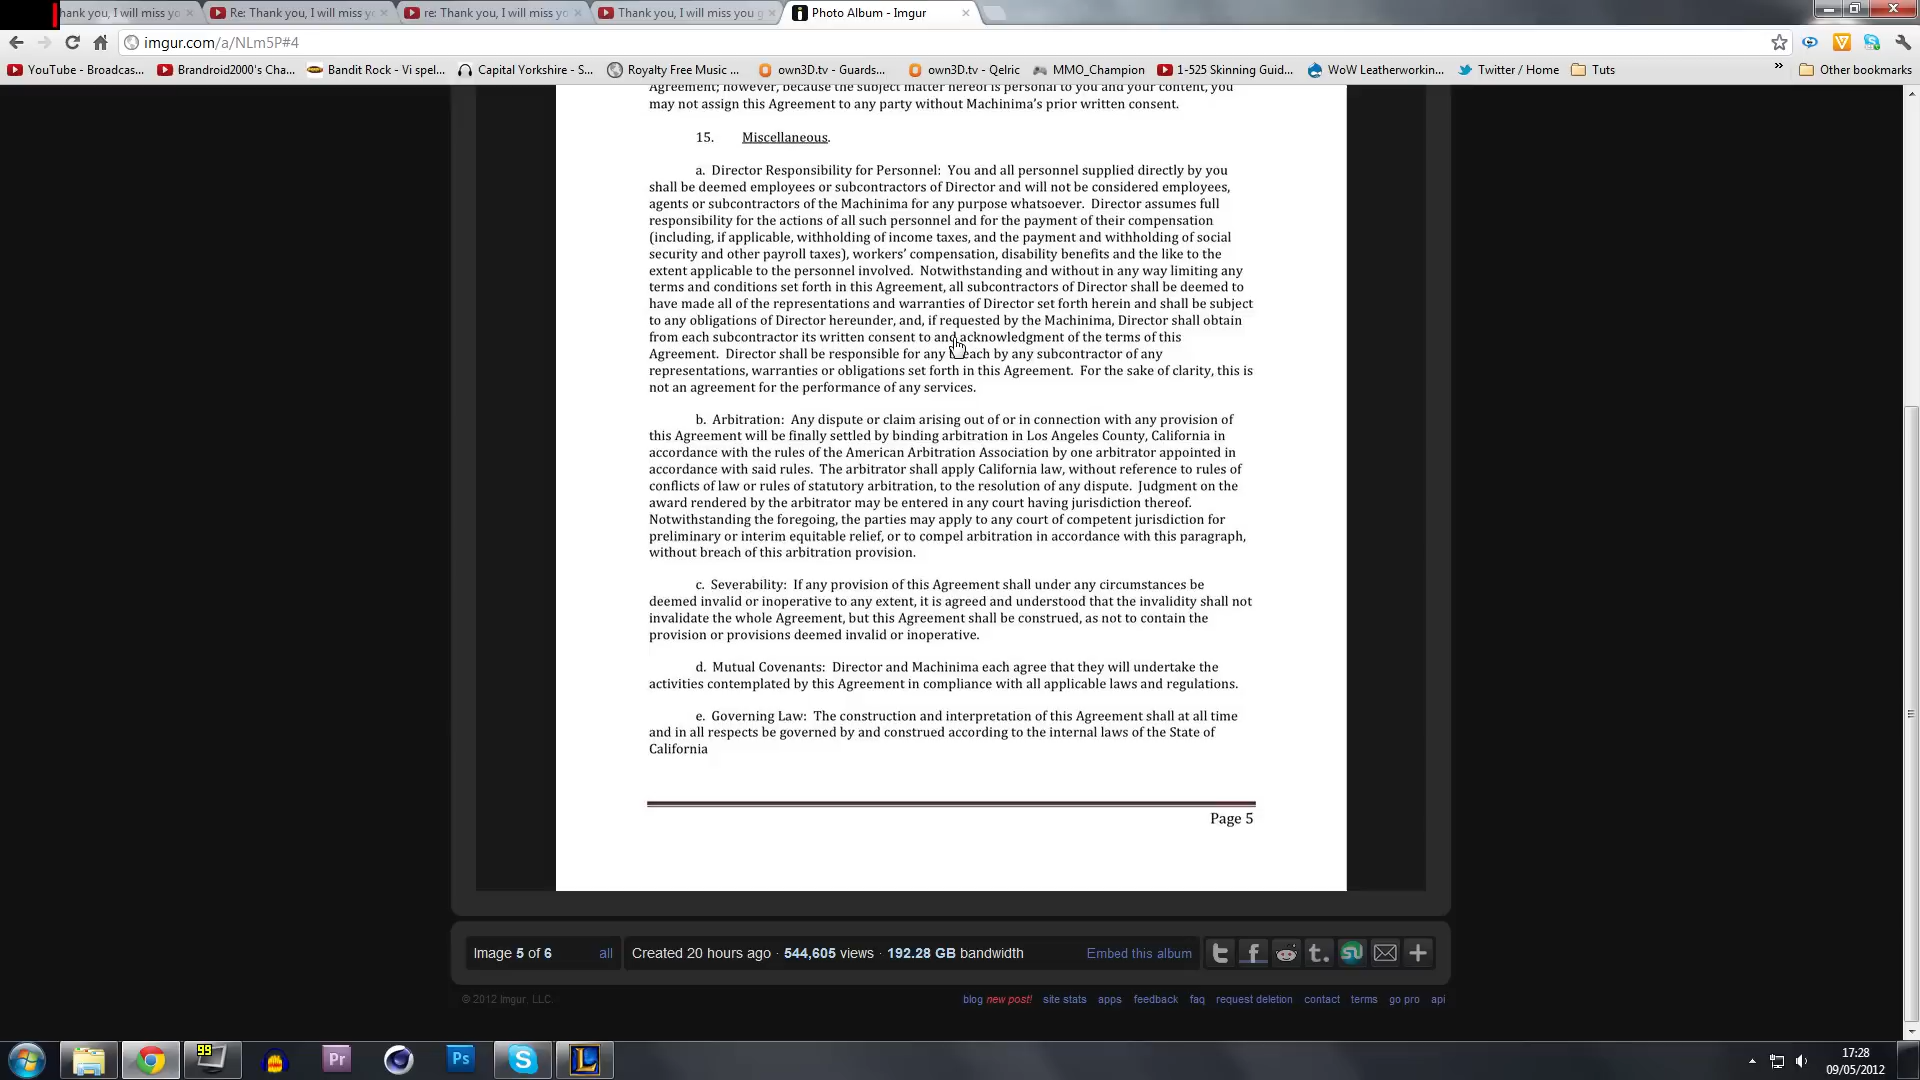 hank you, I will miss yo
Re: Thank you, I will miss y
re: Thank you, I will miss yo
Thank you, I will miss you g
Photo Album - Imgur
imgur.com/a/NLm5P#4
YouTube - Broadcas...
Brandroid2000's Cha...
Bandit Rock - Vi spel...
Capital Yorkshire - S...
Royalty Free Music ...
own3D.tv - Guards...
own3D.tv - Qelric
MMO_Champion
1-525 Skinning Guid...
WoW Leatherworkin...
Twitter / Home
Tuts
»
Other bookmarks
Agreement; however, because the subject matter hereof is personal to you and your content, you
may not assign this Agreement to any party without Machinima's prior written consent.
15. Miscellaneous.
a. Director Responsibility for Personnel: You and all personnel supplied directly by you
shall be deemed employees or subcontractors of Director and will not be considered employees,
agents or subcontractors of the Machinima for any purpose whatsoever. Director assumes full
responsibility for the actions of all such personnel and for the payment of their compensation
(including, if applicable, withholding of income taxes, and the payment and withholding of social
security and other payroll taxes), workers' compensation, disability benefits and the like to the
extent applicable to the personnel involved. Notwithstanding and without in any way limiting any
terms and conditions set forth in this Agreement, all subcontractors of Director shall be deemed to
have made all of the representations and warranties of Director set forth herein and shall be subject
to any obligations of Director hereunder, and, if requested by the Machinima, Director shall obtain
from each subcontractor its written consent to and acknowledgment of the terms of this
Agreement. Director shall be responsible for any breach by any subcontractor of any
representations, warranties or obligations set forth in this Agreement. For the sake of clarity, this is
not an agreement for the performance of any services.
b. Arbitration: Any dispute or claim arising out of or in connection with any provision of
this Agreement will be finally settled by binding arbitration in Los Angeles County, California in
accordance with the rules of the American Arbitration Association by one arbitrator appointed in
accordance with said rules. The arbitrator shall apply California law, without reference to rules of
conflicts of law or rules of statutory arbitration, to the resolution of any dispute. Judgment on the
award rendered by the arbitrator may be entered in any court having jurisdiction thereof.
Notwithstanding the foregoing, the parties may apply to any court of competent jurisdiction for
preliminary or interim equitable relief, or to compel arbitration in accordance with this paragraph,
without breach of this arbitration provision.
c. Severability: If any provision of this Agreement shall under any circumstances be
deemed invalid or inoperative to any extent, it is agreed and understood that the invalidity shall not
invalidate the whole Agreement, but this Agreement shall be construed, as not to contain the
provision or provisions deemed invalid or inoperative.
d. Mutual Covenants: Director and Machinima each agree that they will undertake the
activities contemplated by this Agreement in compliance with all applicable laws and regulations.
e. Governing Law: The construction and interpretation of this Agreement shall at all time
and in all respects be governed by and construed according to the internal laws of the State of
California
Page 5
Image 5 of 6
all
Created 20 hours ago · 544,605 views · 192.28 GB bandwidth
Embed this album
© 2012 Imgur, LLC.
blog new post!
site stats
apps
feedback
faq
request deletion
contact
terms
go pro
api
99
Pr
Ps
17:28
09/05/2012